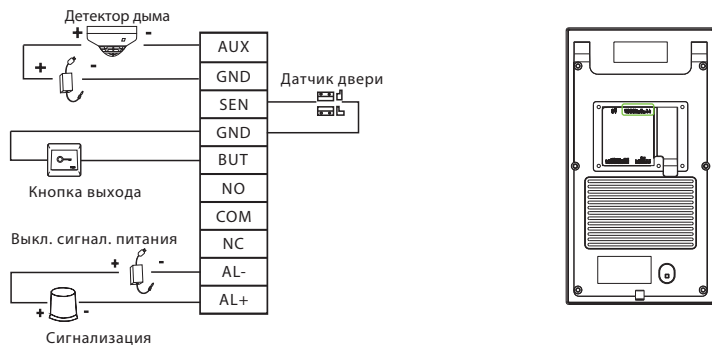 Детектор дыма
+ -
+ -
AUX
GND
SEN
GND
BUT
NO
COM
NC
AL-
AL+
Датчик двери
Кнопка выхода
Выкл. сигнал. питания
+ -
+ -
Сигнализация